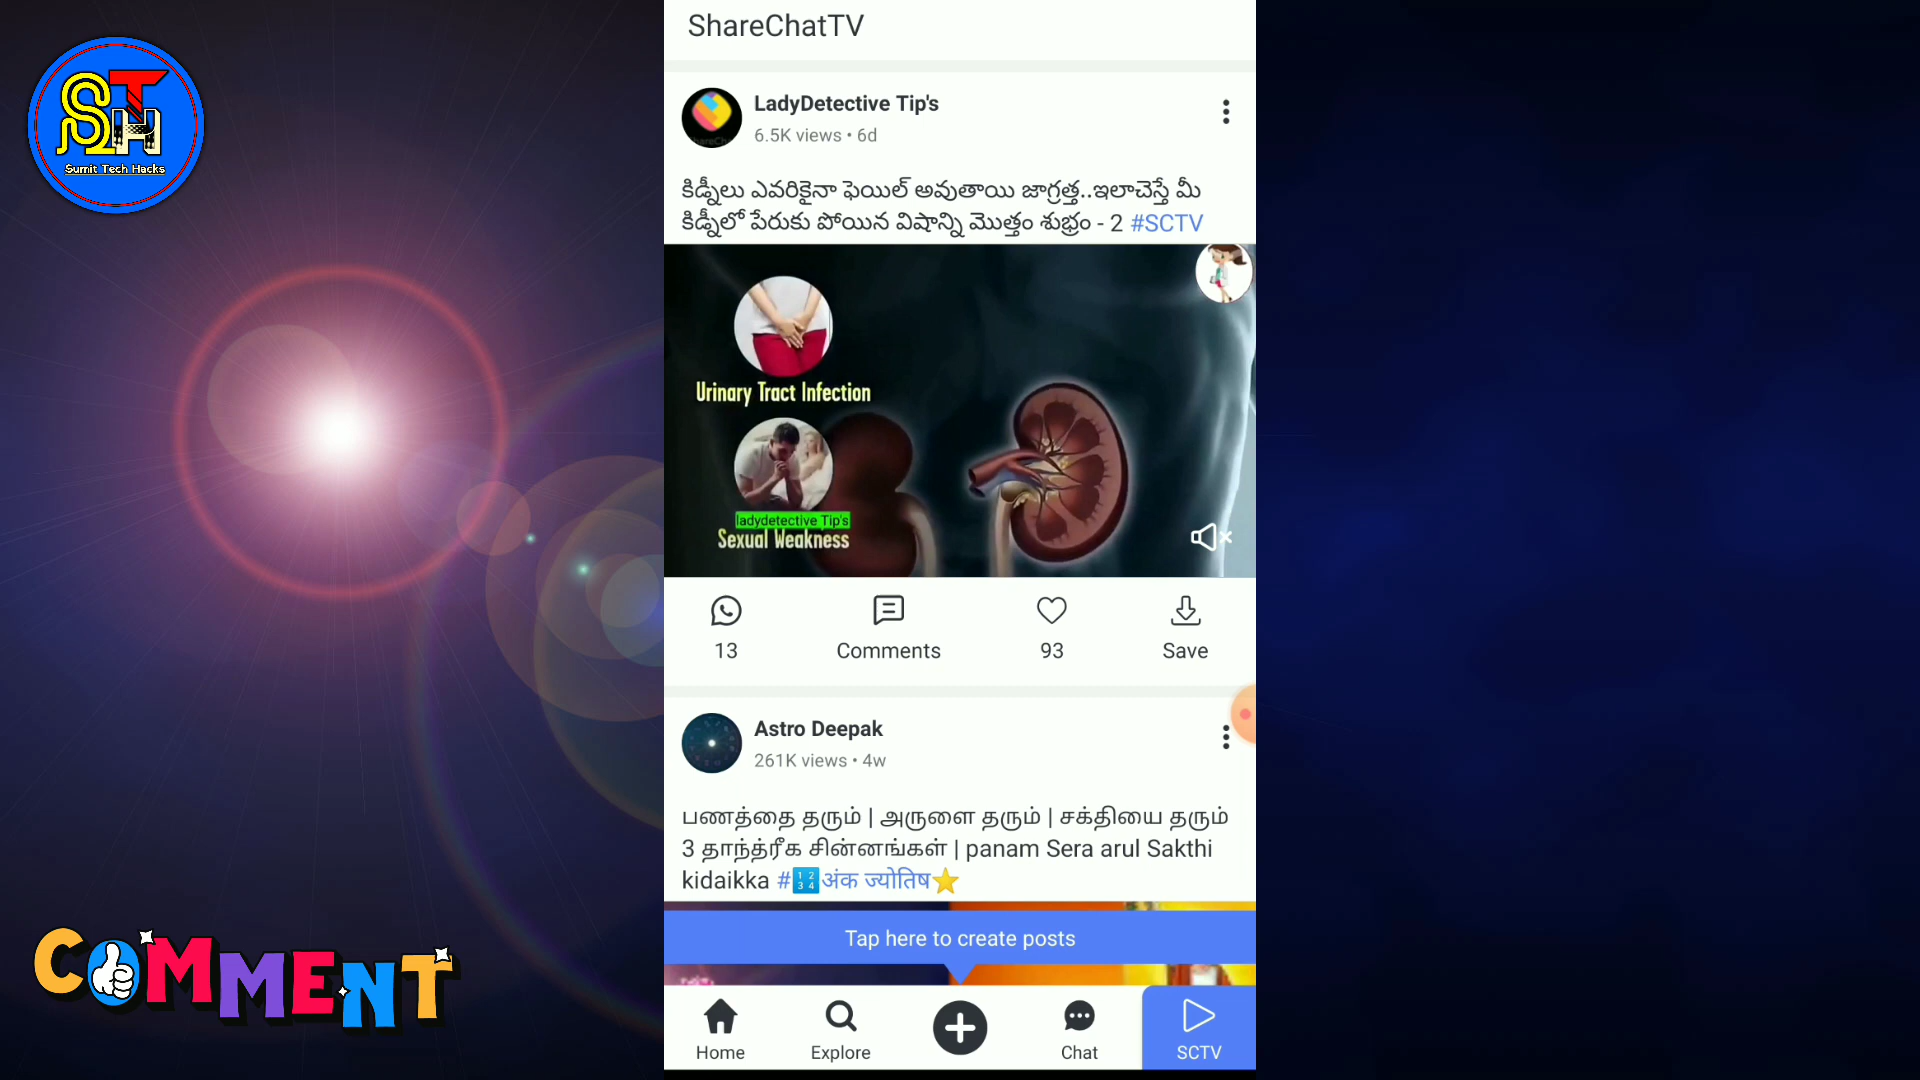 STH
Sumit Tech Hacks
ShareChatTV
LadyDetective Tip's
6.5K views • 6d
కిడ్నీలు ఎవరికైనా ఫెయిల్ అవుతాయి జాగ్రత్త..ఇలాచేస్తే మీ
కిడ్నీలో పేరుకు పోయిన విషాన్ని మొత్తం శుభ్రం - 2 #SCTV
Urinary Tract Infection
ladydetective Tip's
Sexual Weakness
13 Comments 93 Save
Astro Deepak
261K views • 4w
பணத்தை தரும் | அருளை தரும் | சக்தியை தரும்
3 தாந்த்ரீக சின்னங்கள் | panam Sera arul Sakthi
kidaikka #🔢अंक ज्योतिष⭐
Tap here to create posts
Home Explore Chat SCTV
COMMENT